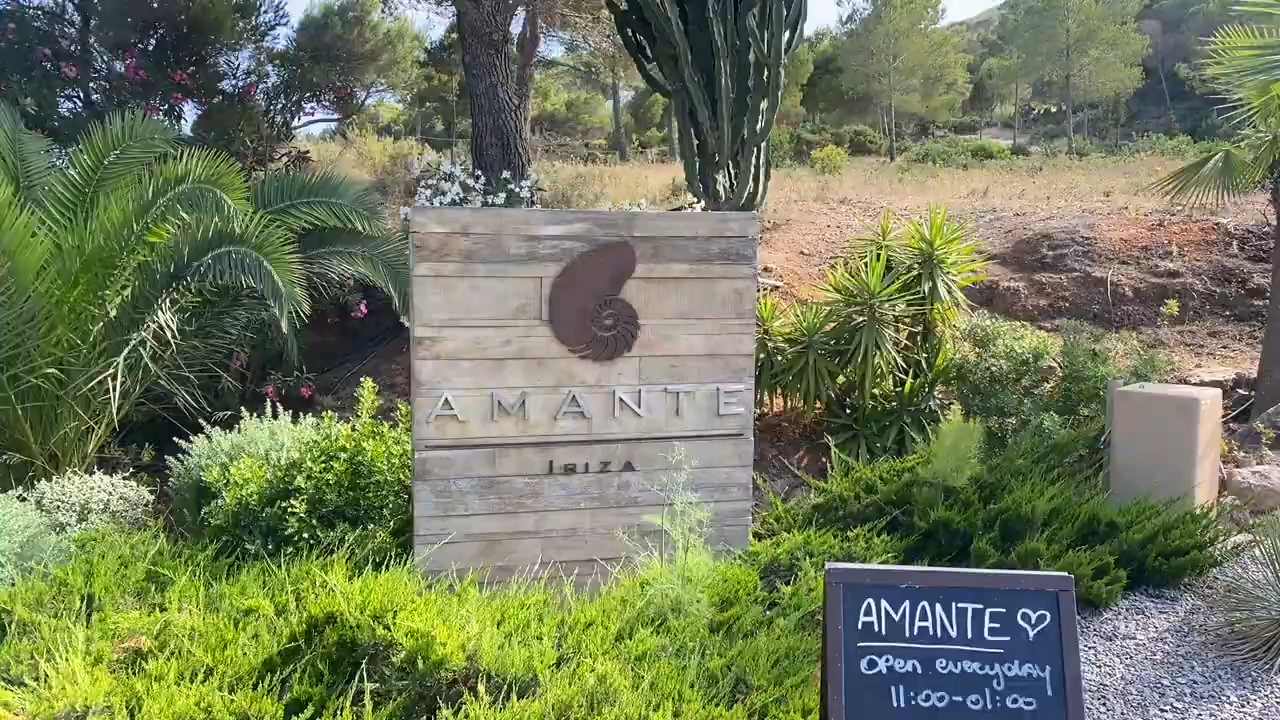 AMANTE
IBIZA
AMANTE ♡
open everyday
11:00-01:00